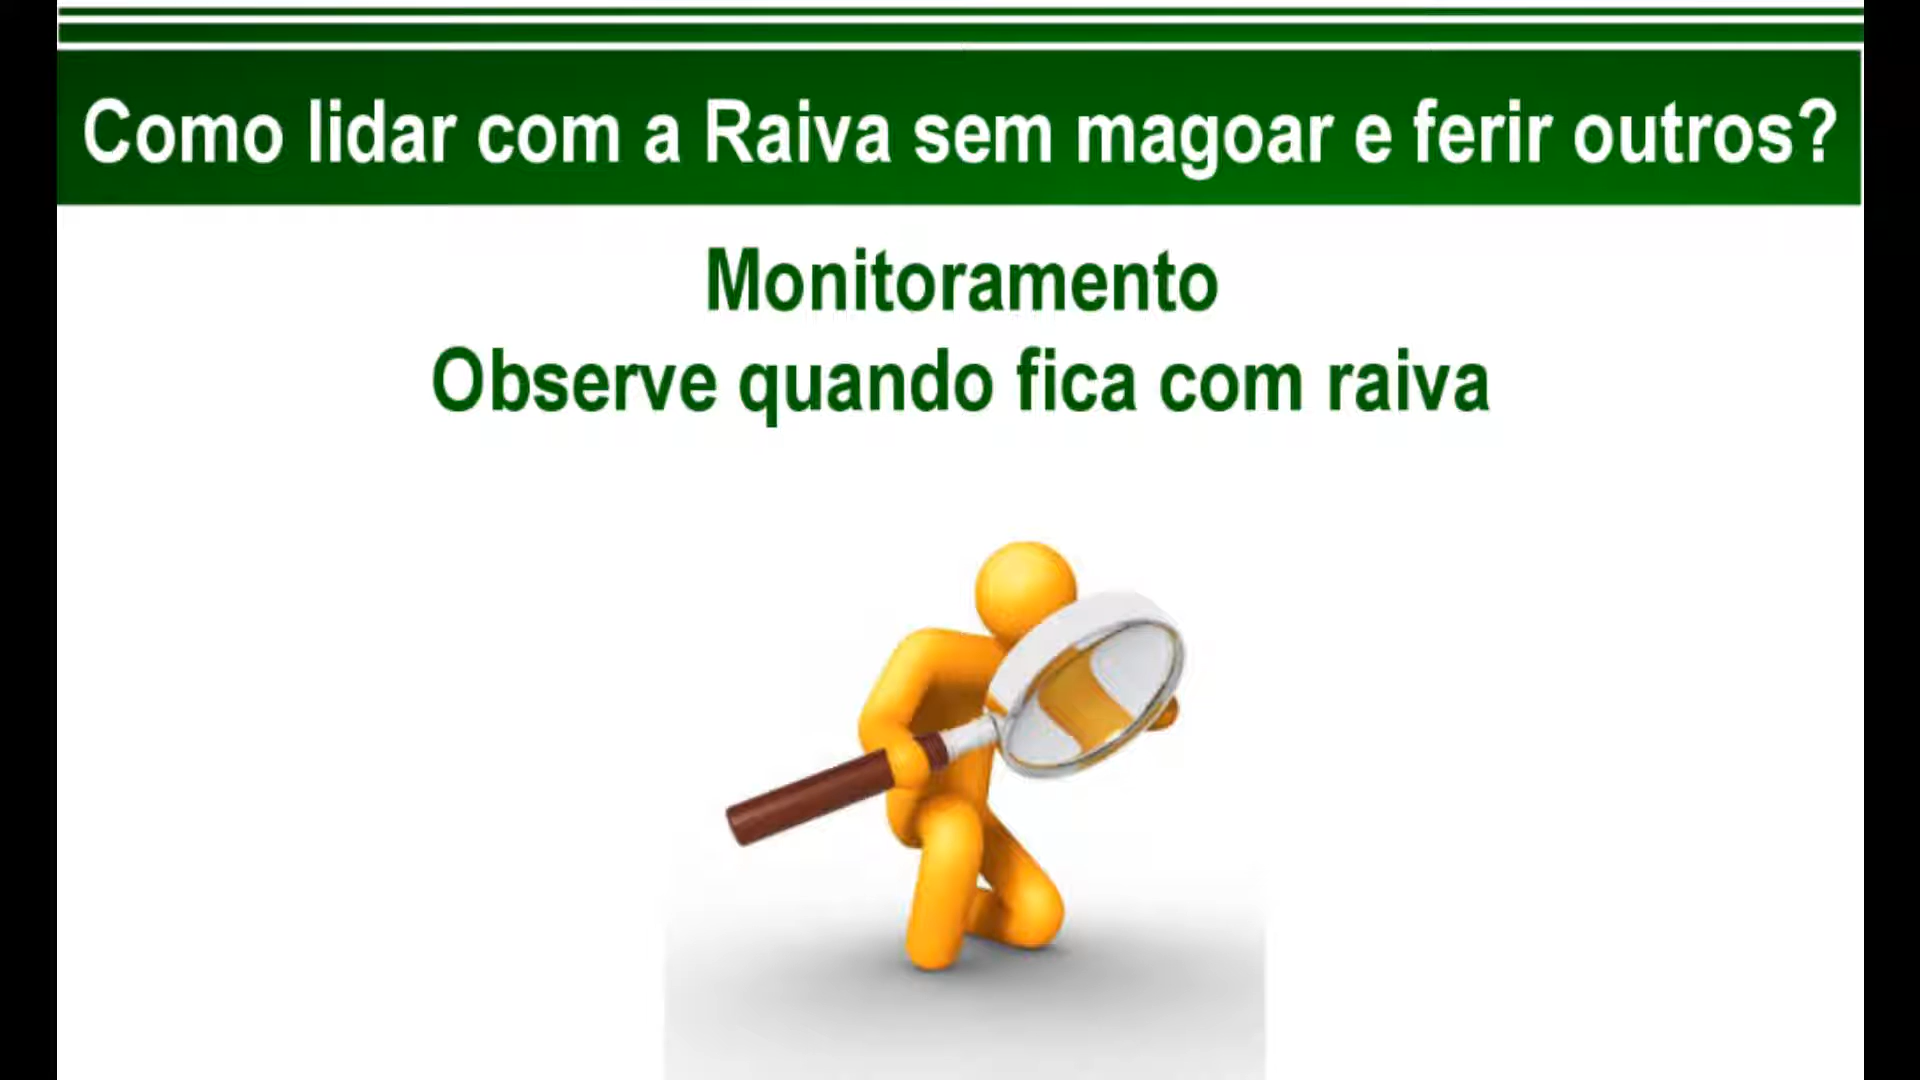 Como lidar com a Raiva sem magoar e ferir outros?
Monitoramento
Observe quando fica com raiva